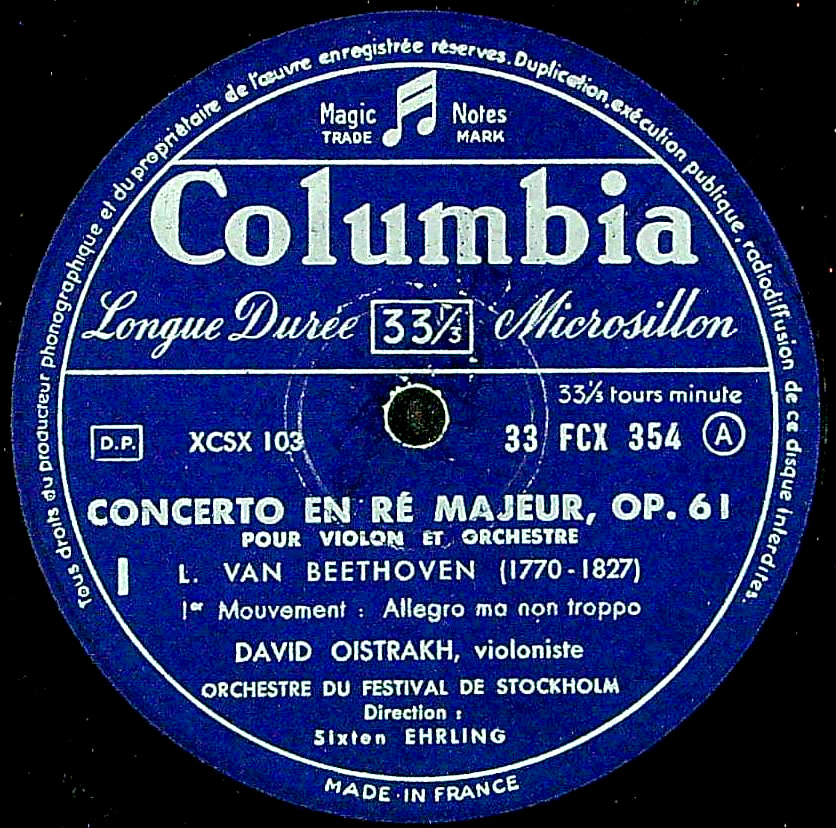 Tous droits du producteur phonographique et du propriétaire de l'œuvre enregistrée réservés. Duplication, exécution publique, radiodiffusion de ce disque interdites.
Magic Notes
TRADE MARK
Columbia
Longue Durée 33⅓ Microsillon
33⅓ tours minute
D.P. XCSX 103 33 FCX 354 A
CONCERTO EN RÉ MAJEUR, OP. 61
POUR VIOLON ET ORCHESTRE
I L. VAN BEETHOVEN (1770-1827)
1er Mouvement : Allegro ma non troppo
DAVID OISTRAKH, violoniste
ORCHESTRE DU FESTIVAL DE STOCKHOLM
Direction :
Sixten EHRLING
MADE·IN FRANCE